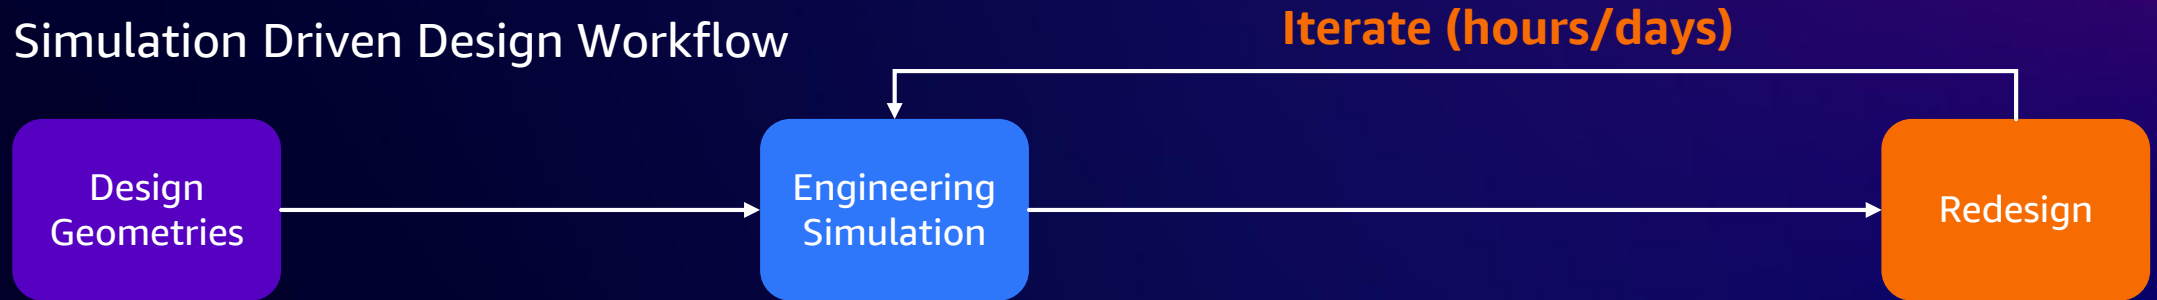 Simulation Driven Design Workflow
Iterate (hours/days)
Design
Geometries
Engineering
Simulation
Redesign